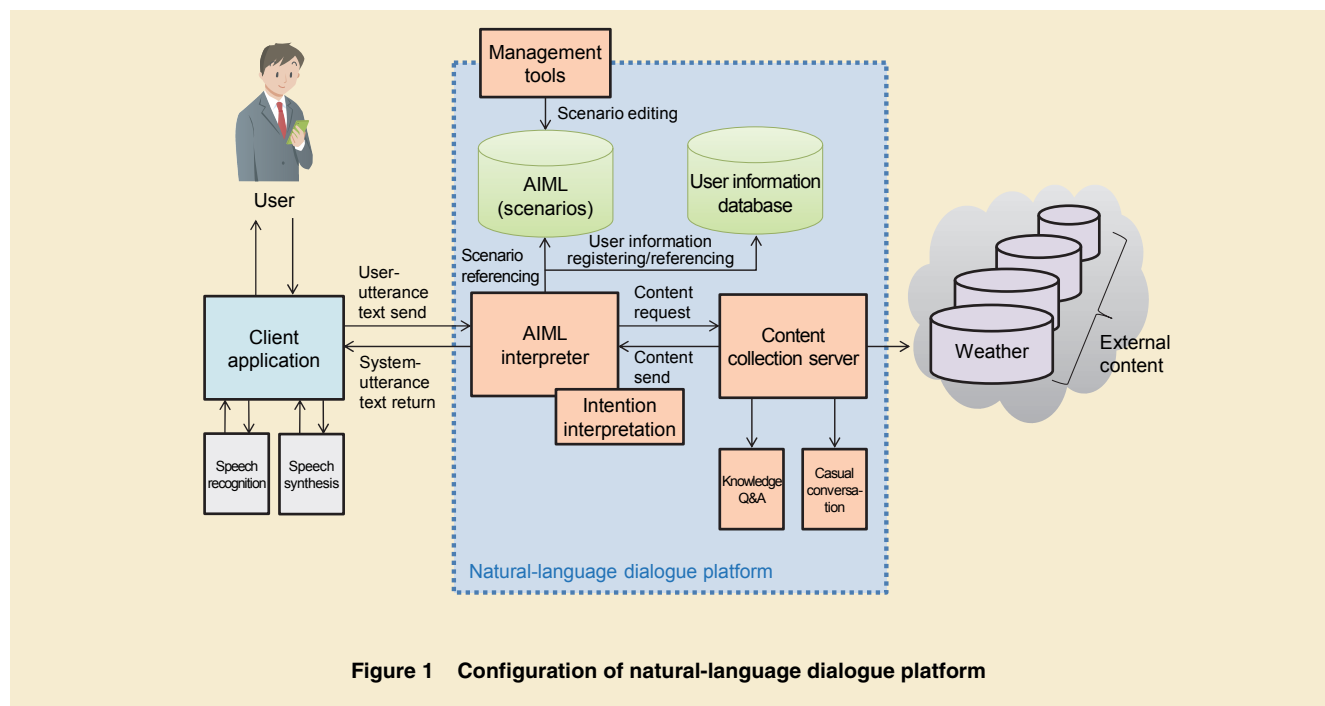 Management
tools
Scenario editing
AIML
(scenarios)
User information
database
User
Scenario
referencing
User information
registering/referencing
User-
utterance
text send
Content
request
Client
application
AIML
interpreter
Content
collection server
Weather
External
content
System-
utterance
text return
Content
send
Intention
interpretation
Speech
recognition
Speech
synthesis
Knowledge
Q&A
Casual
conversa-
tion
Natural-language dialogue platform
Figure 1 Configuration of natural-language dialogue platform